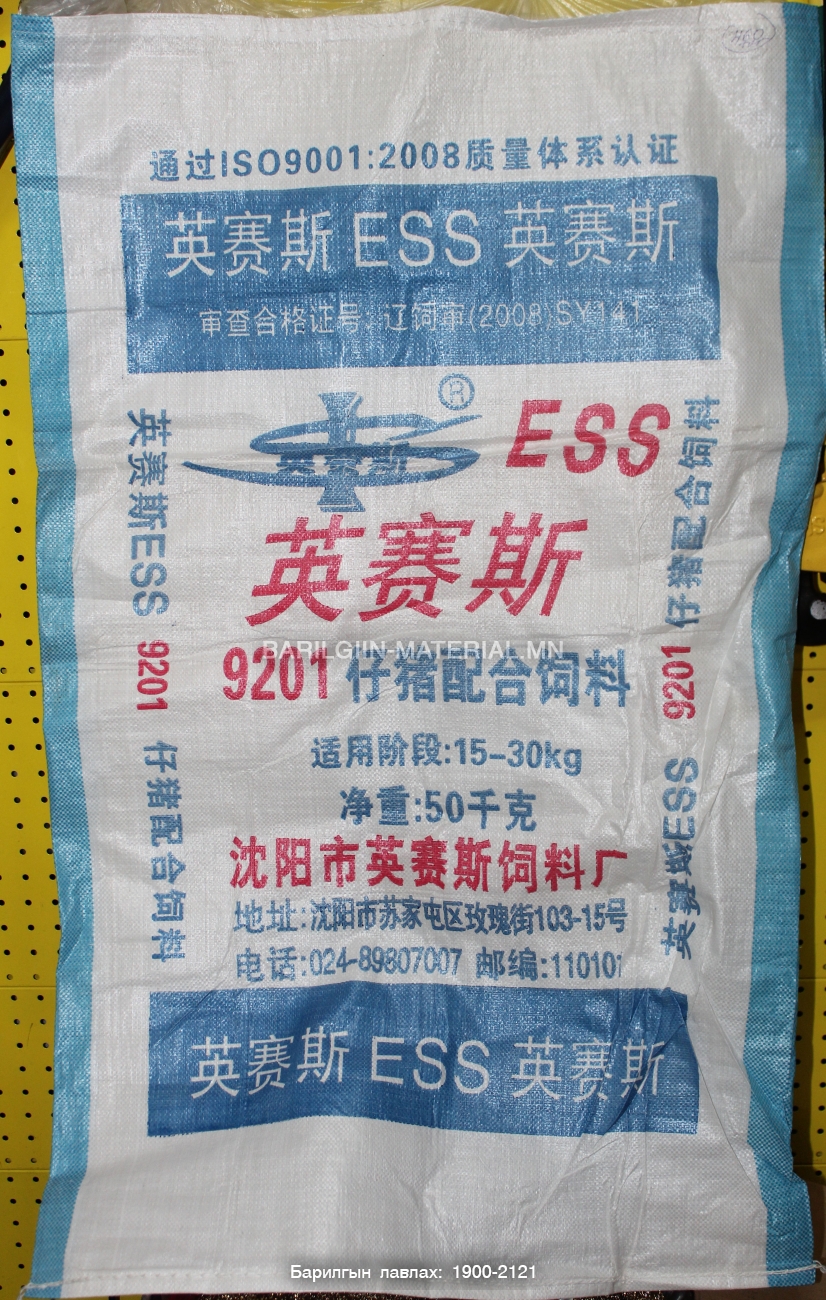 通过ISO9001:2008质量体系认证
英赛斯 ESS 英赛斯
审查合格证号: 辽饲审(2008)SY141
®
英赛斯
ESS
英赛斯
BARILGIIN-MATERIAL.MN
9201 仔猪配合饲料
适用阶段:15-30kg
净重:50千克
沈阳市英赛斯饲料厂
地址:沈阳市苏家屯区玫瑰街103-15号
电话:024-89807007 邮编:110101
英赛斯 ESS 英赛斯
英赛斯ESS 9201 仔猪配合饲料
英赛斯ESS 9201 仔猪配合饲料
Барилгын лавлах: 1900-2121